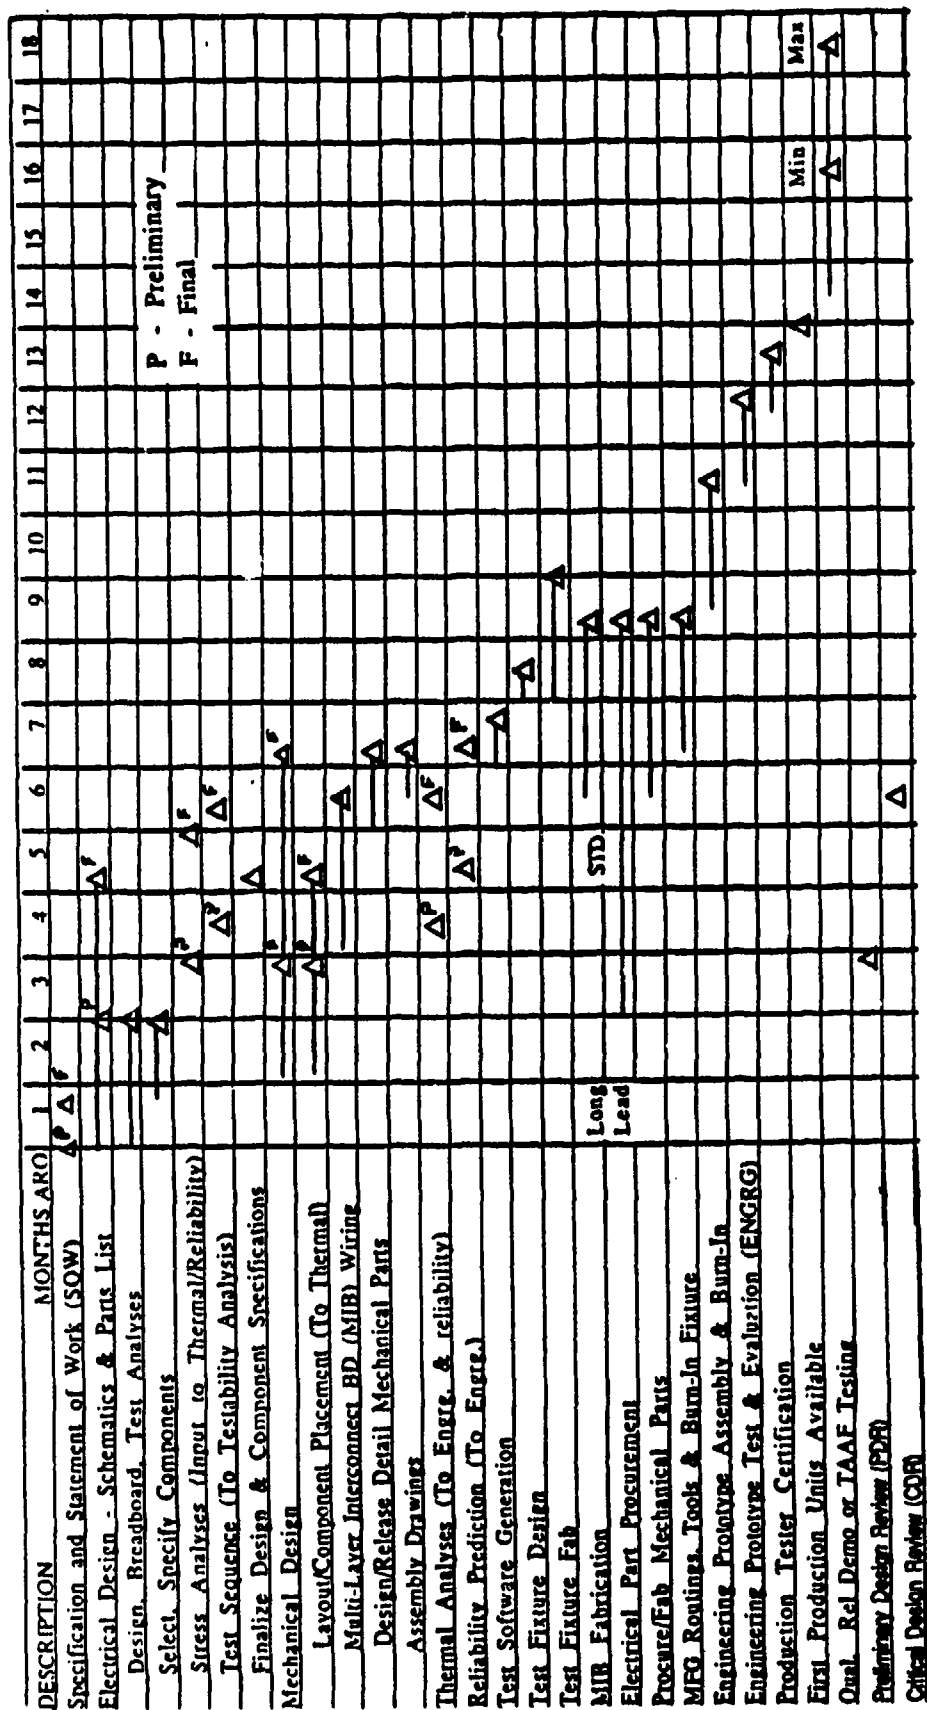 DESCRIPTION MONTHS ARO 1 2 3 4 5 6 7 8 9 10 11 12 13 14 15 16 17 18
Specification and Statement of Work (SOW) P F
Electrical Design - Schematics & Parts List P F
Design, Breadboard, Test Analyses
Select, Specify Components
P - Preliminary
F - Final
Stress Analyses (Input to Thermal/Reliability) P F
Test Sequence (To Testability Analysis) P F
Finalize Design & Component Specifications
Mechanical Design P F
Layout/Component Placement (To Thermal) P F
Multi-Layer Interconnect BD (MIB) Wiring
Design/Release Detail Mechanical Parts
Assembly Drawings
Thermal Analyses (To Engrg. & reliability) P F
Reliability Prediction (To Engrg.) P F
Test Software Generation
Test Fixture Design
Test Fixture Fab
MIB Fabrication
Electrical Part Procurement Long Lead STD
Procure/Fab Mechanical Parts
MFG Routings, Tools & Burn-In Fixture
Engineering Prototype Assembly & Burn-In
Engineering Prototype Test & Evaluation (ENGRG)
Production Tester Certification
First Production Units Available
Qual, Rel Demo or TAAF Testing Min Max
Preliminary Design Review (PDR)
Critical Design Review (CDR)